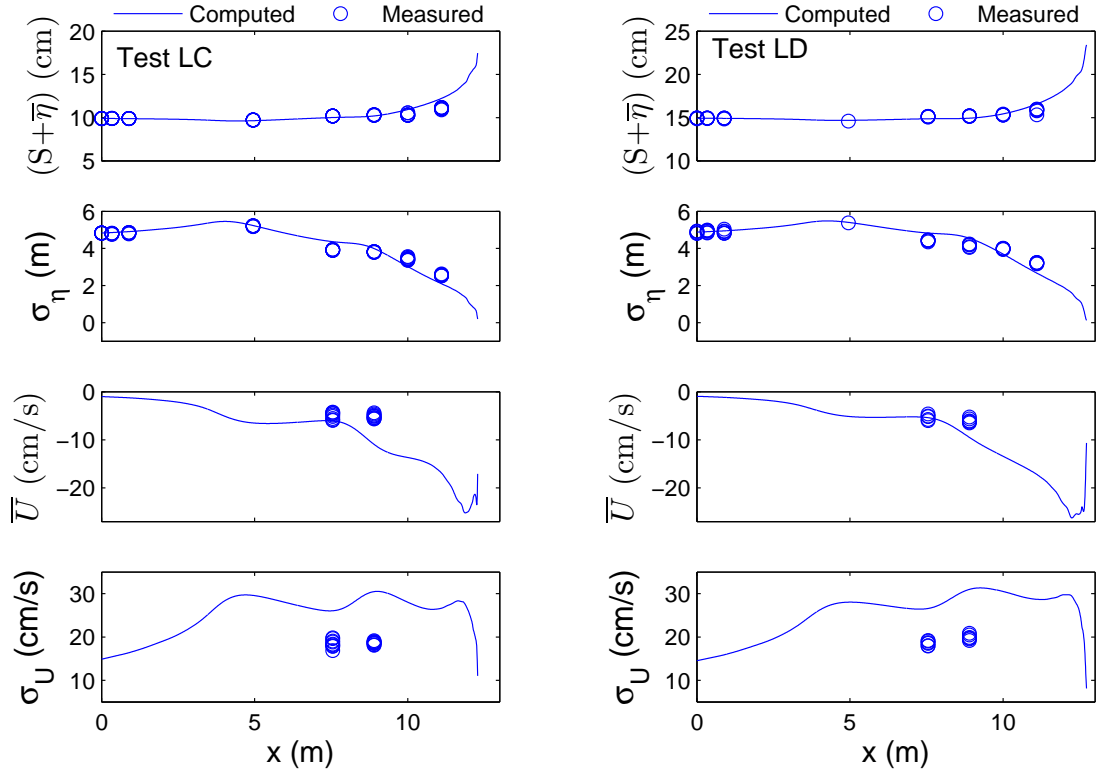 Computed Measured
20
15
10
5
(S+η̅) (cm)
Test LC
6
4
2
0
σ_η (m)
0
−10
−20
U̅ (cm/s)
30
20
10
σ_U (cm/s)
0 5 10
x (m)
Computed Measured
25
20
15
10
(S+η̅) (cm)
Test LD
6
4
2
0
σ_η (m)
0
−10
−20
U̅ (cm/s)
30
20
10
σ_U (cm/s)
0 5 10
x (m)